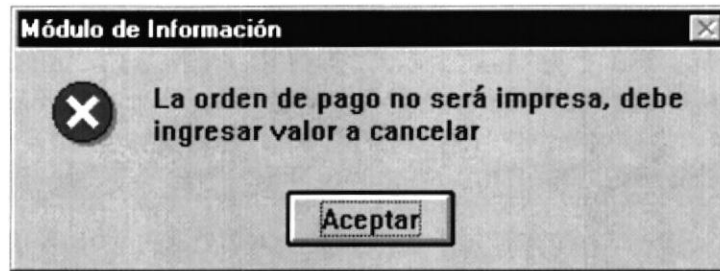 Módulo de Información
La orden de pago no será impresa, debe
ingresar valor a cancelar
Aceptar